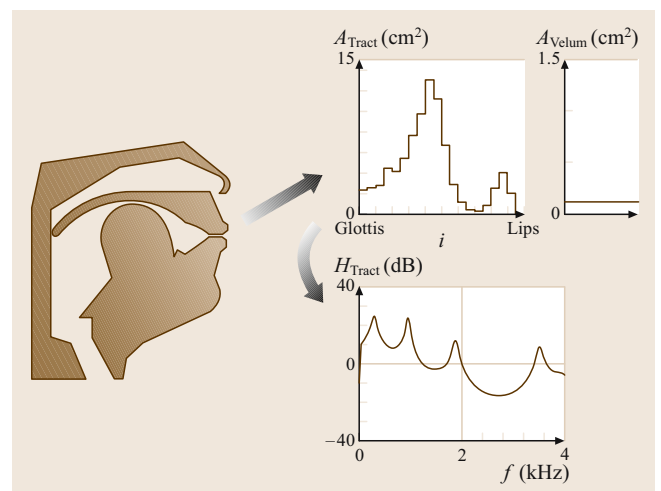 A_Tract (cm²)
15
0
Glottis
i
Lips
A_Velum (cm²)
1.5
0
H_Tract (dB)
40
0
−40
0
2
4
f (kHz)